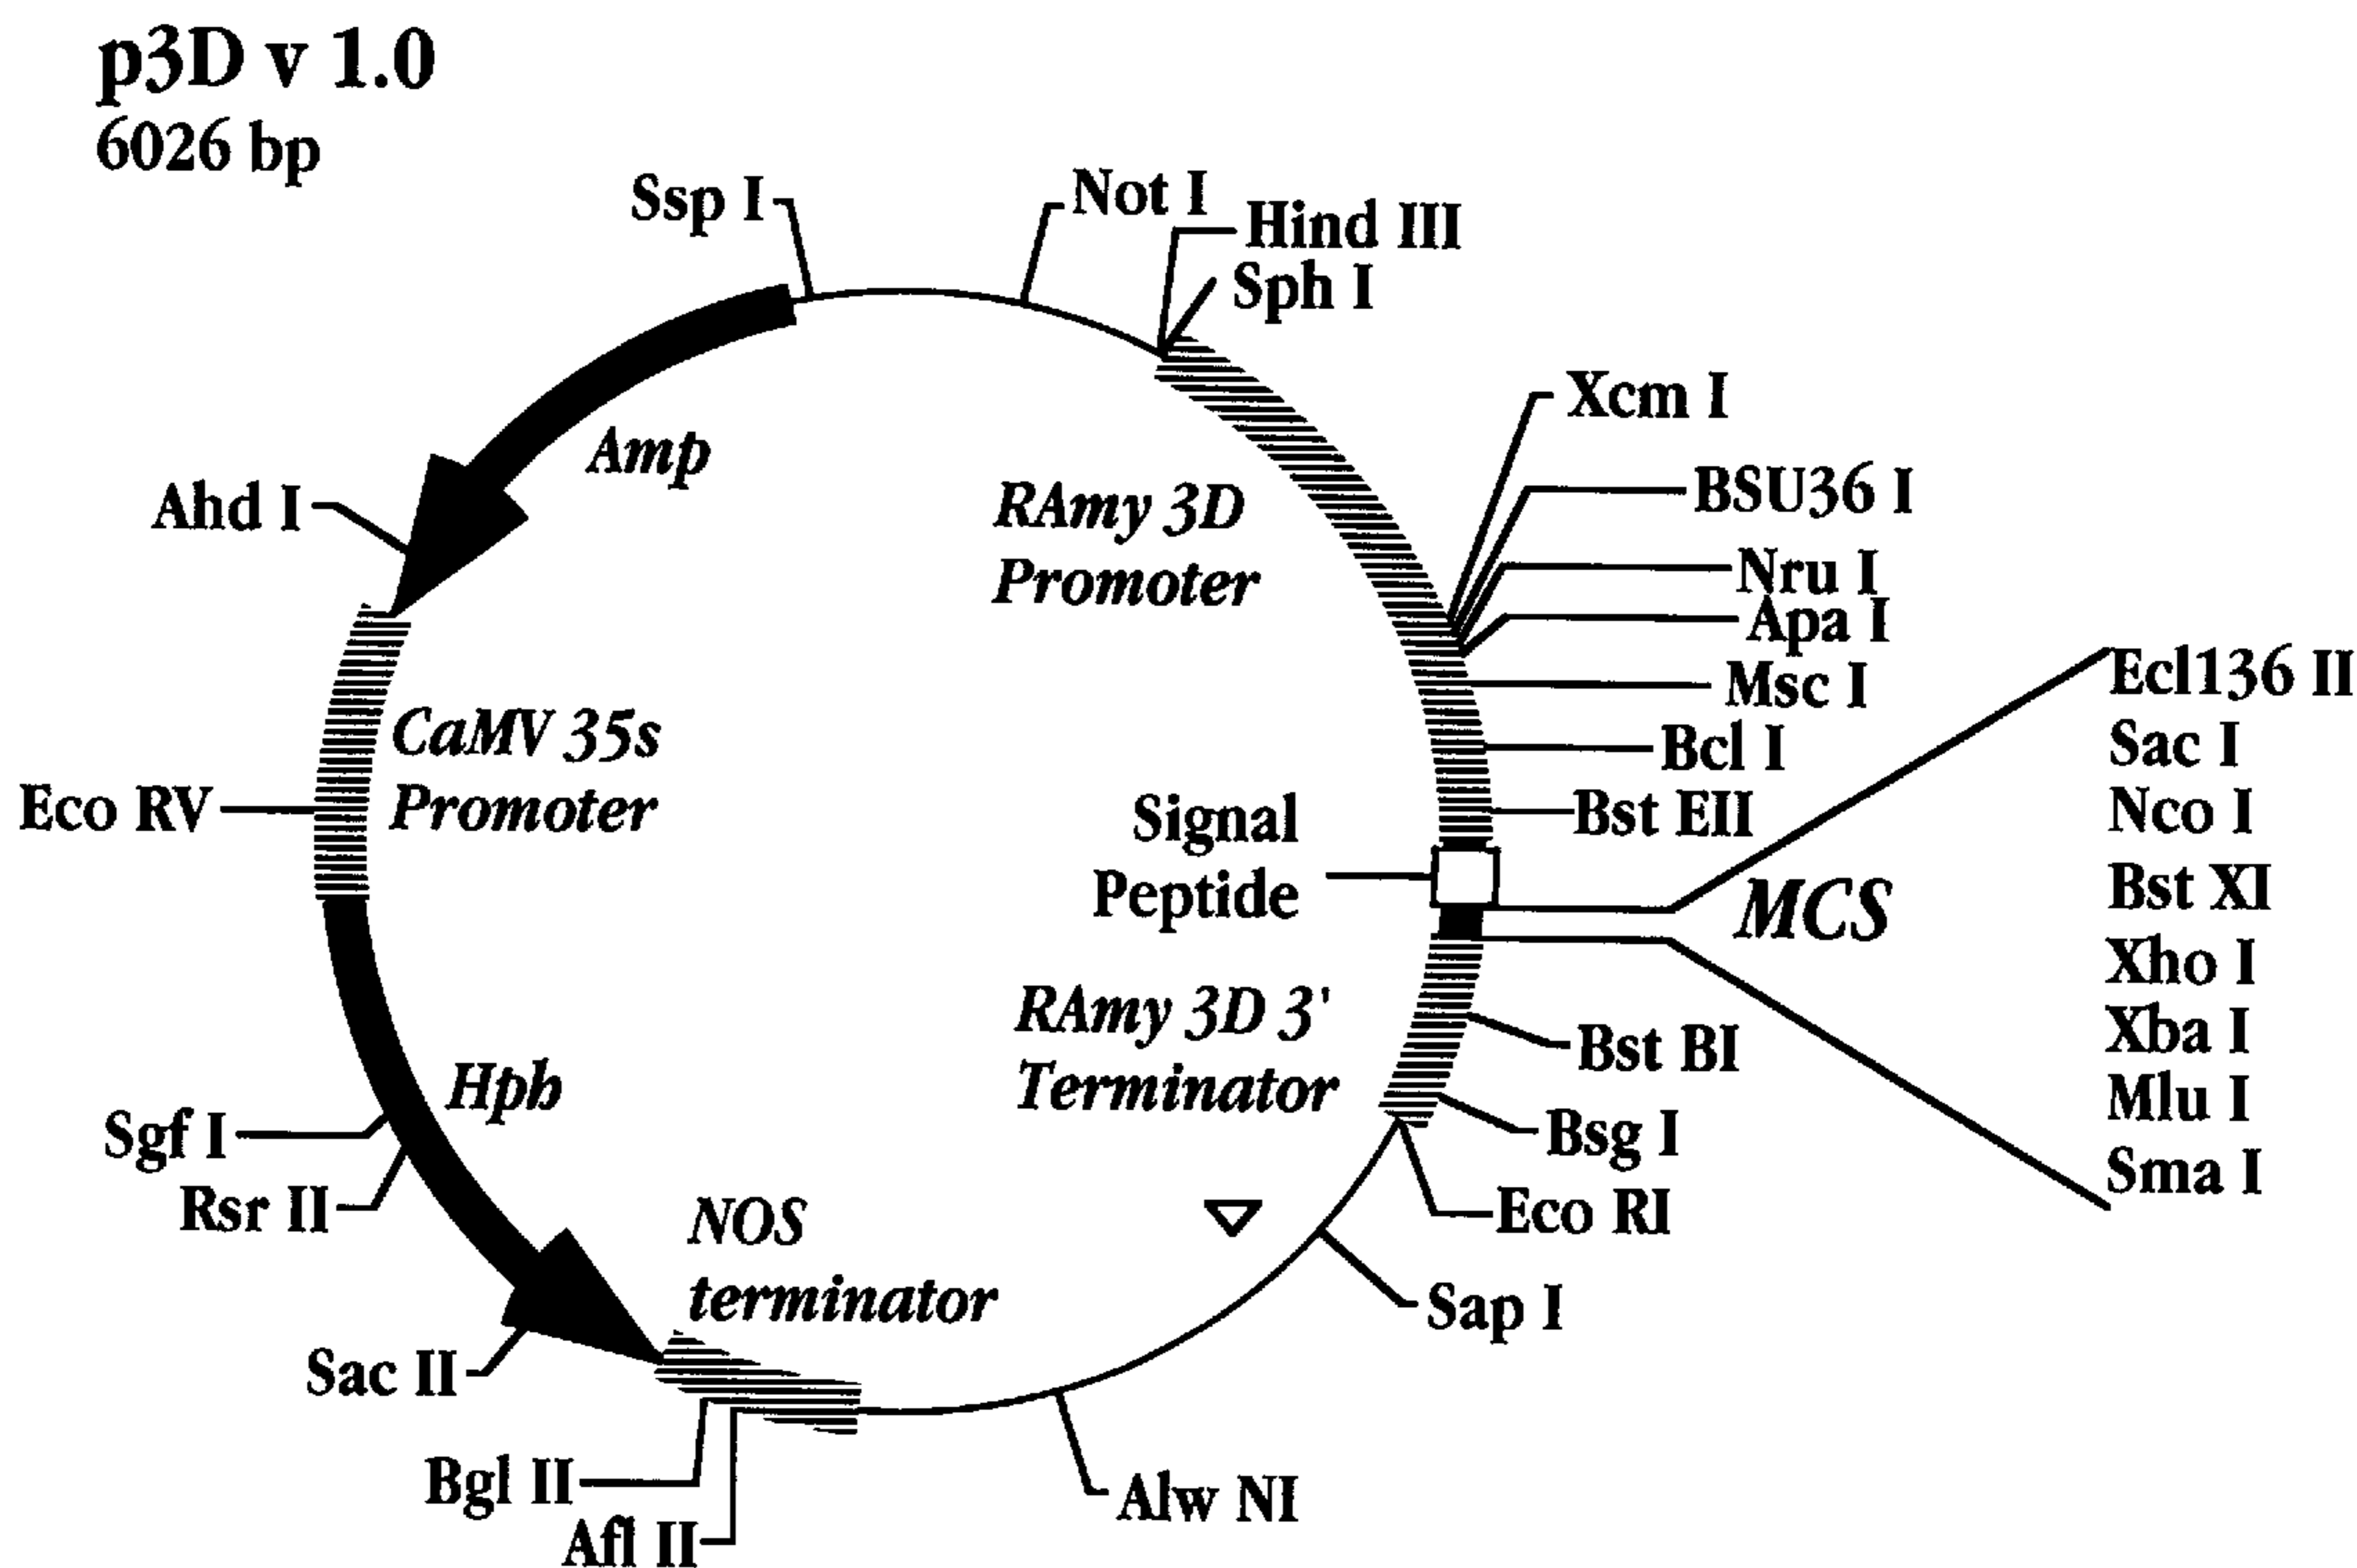 p3D v 1.0
6026 bp
Ssp I
Not I
Hind III
Sph I
Xcm I
BSU36 I
Nru I
Apa I
Msc I
Bcl I
Bst EII
Signal
Peptide
MCS
Ecl136 II
Sac I
Nco I
Bst XI
Xho I
Xba I
Mlu I
Sma I
Bst BI
Bsg I
Eco RI
Sap I
Alw NI
Afl II
Bgl II
Sac II
Rsr II
Sgf I
Eco RV
Ahd I
Amp
RAmy 3D
Promoter
CaMV 35s
Promoter
RAmy 3D 3'
Terminator
Hpb
NOS
terminator